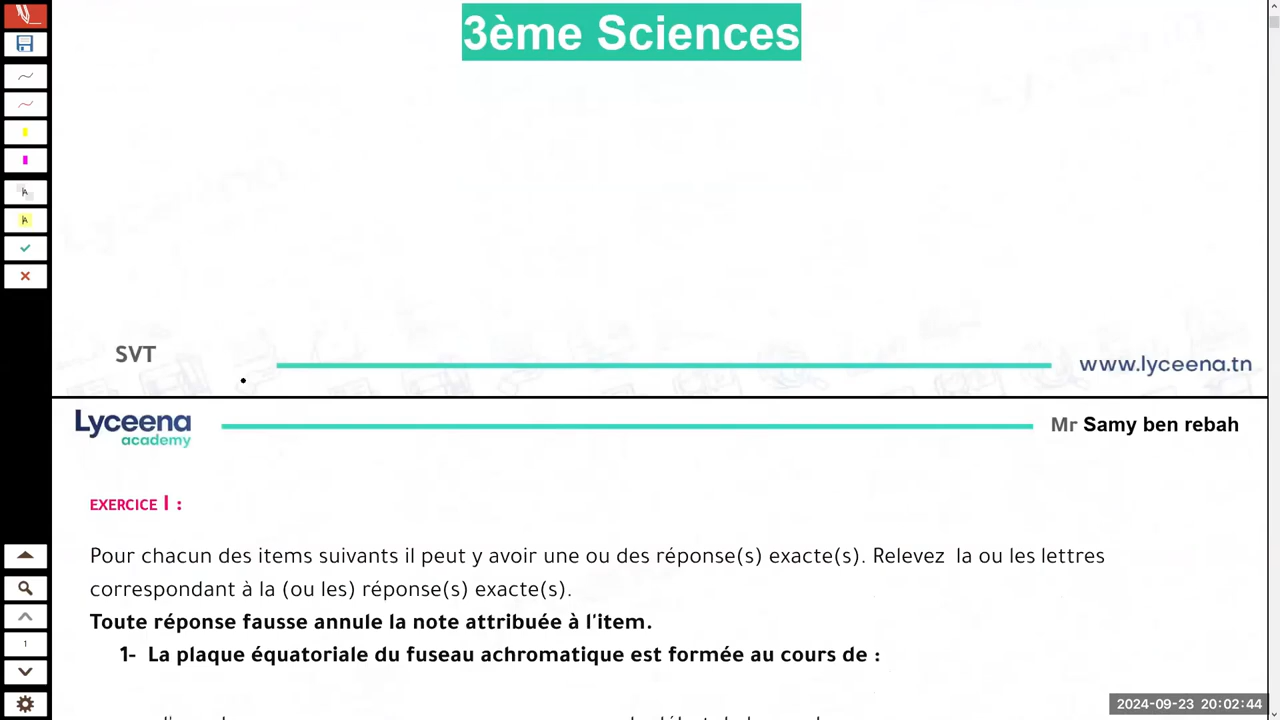 3ème Sciences
SVT
www.lyceena.tn
Lyceena
academy
Mr Samy ben rebah
EXERCICE I :
Pour chacun des items suivants il peut y avoir une ou des réponse(s) exacte(s). Relevez la ou les lettres
correspondant à la (ou les) réponse(s) exacte(s).
Toute réponse fausse annule la note attribuée à l'item.
1- La plaque équatoriale du fuseau achromatique est formée au cours de :
1
2024-09-23 20:02:44